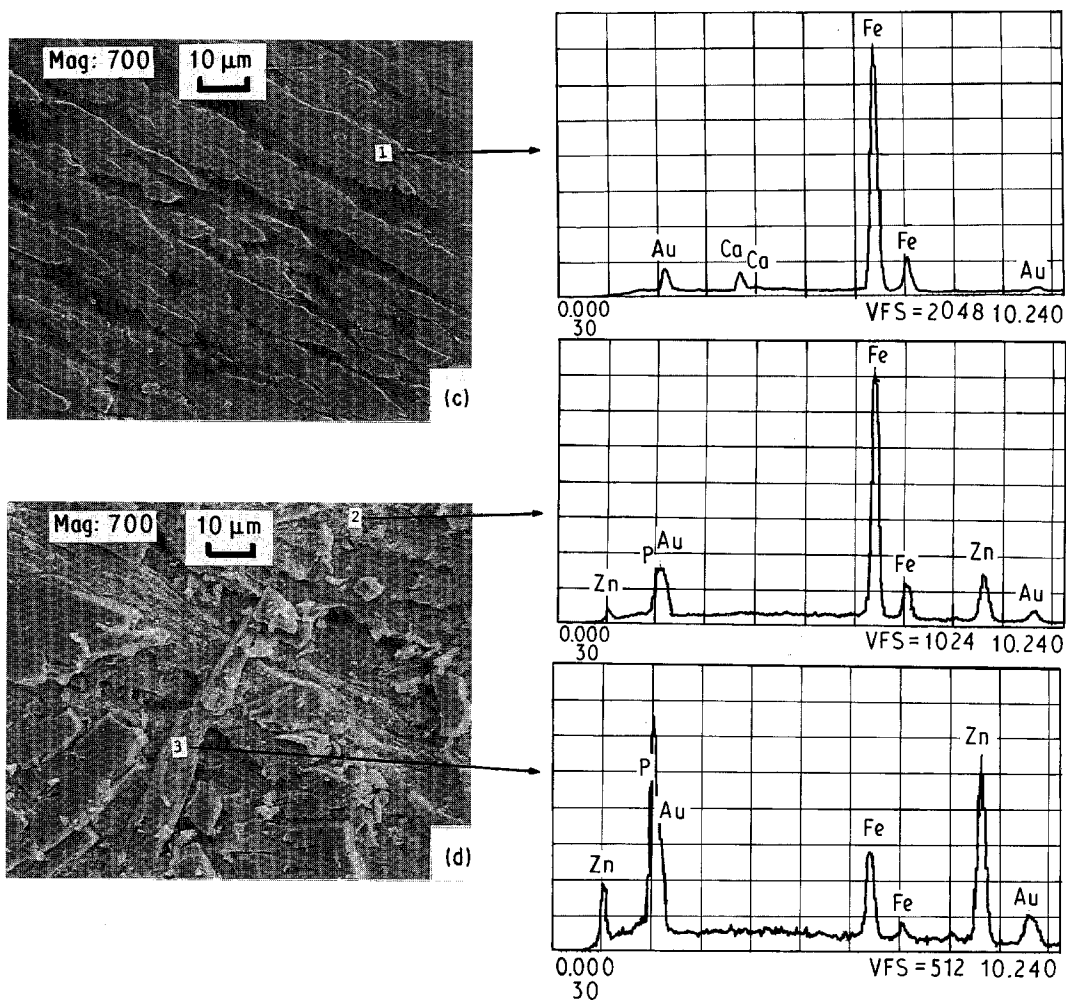 Mag: 700
10 μm
1
(c)
Fe
Au
Ca
Ca
Fe
Au
0.000
VFS = 2048
10.240
30
Mag: 700
10 μm
2
3
(d)
Fe
P
Au
Zn
Fe
Zn
Au
0.000
VFS = 1024
10.240
30
Zn
P
Au
Fe
Zn
Fe
Au
0.000
VFS = 512
10.240
30